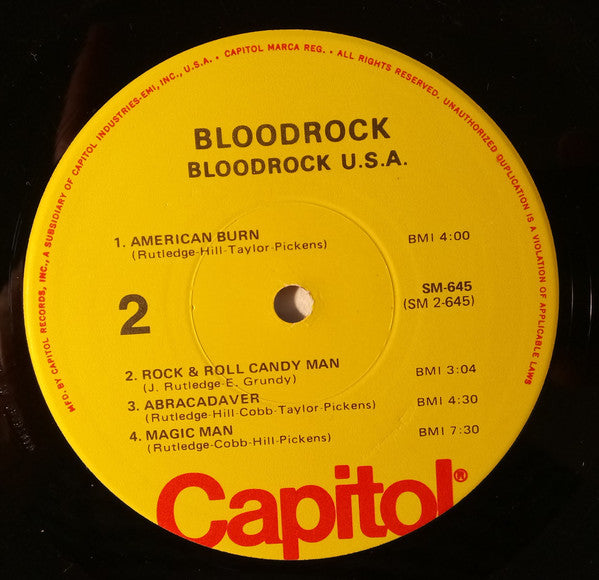 MFD. BY CAPITOL RECORDS, INC., A SUBSIDIARY OF CAPITOL INDUSTRIES-EMI, INC., U.S.A. • CAPITOL MARCA REG. • ALL RIGHTS RESERVED. UNAUTHORIZED DUPLICATION IS A VIOLATION OF APPLICABLE LAWS
BLOODROCK
BLOODROCK U.S.A.
1. AMERICAN BURN BMI 4:00
(Rutledge-Hill-Taylor-Pickens)
2
SM-645
(SM 2-645)
2. ROCK & ROLL CANDY MAN BMI 3:04
(J. Rutledge-E. Grundy)
3. ABRACADAVER BMI 4:30
(Rutledge-Hill-Cobb-Taylor-Pickens)
4. MAGIC MAN BMI 7:30
(Rutledge-Cobb-Hill-Pickens)
Capitol®